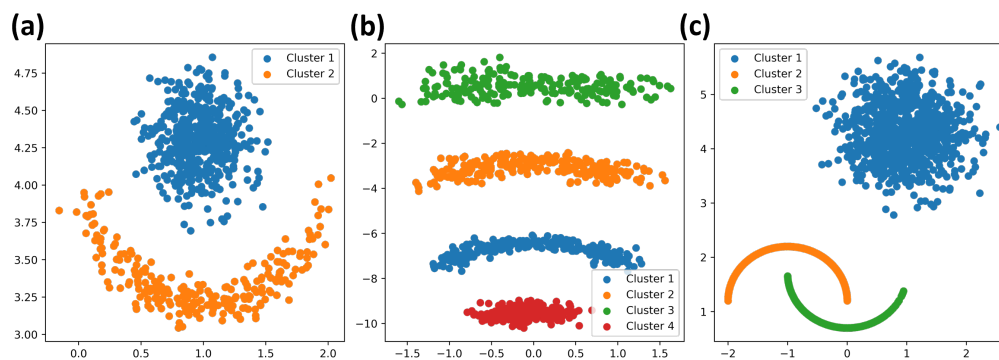 (a)
Cluster 1
Cluster 2
4.75
4.50
4.25
4.00
3.75
3.50
3.25
3.00
0.0 0.5 1.0 1.5 2.0
(b)
2
0
−2
−4
−6
−8
−10
Cluster 1
Cluster 2
Cluster 3
Cluster 4
−1.5 −1.0 −0.5 0.0 0.5 1.0 1.5
(c)
Cluster 1
Cluster 2
Cluster 3
5
4
3
2
1
−2 −1 0 1 2